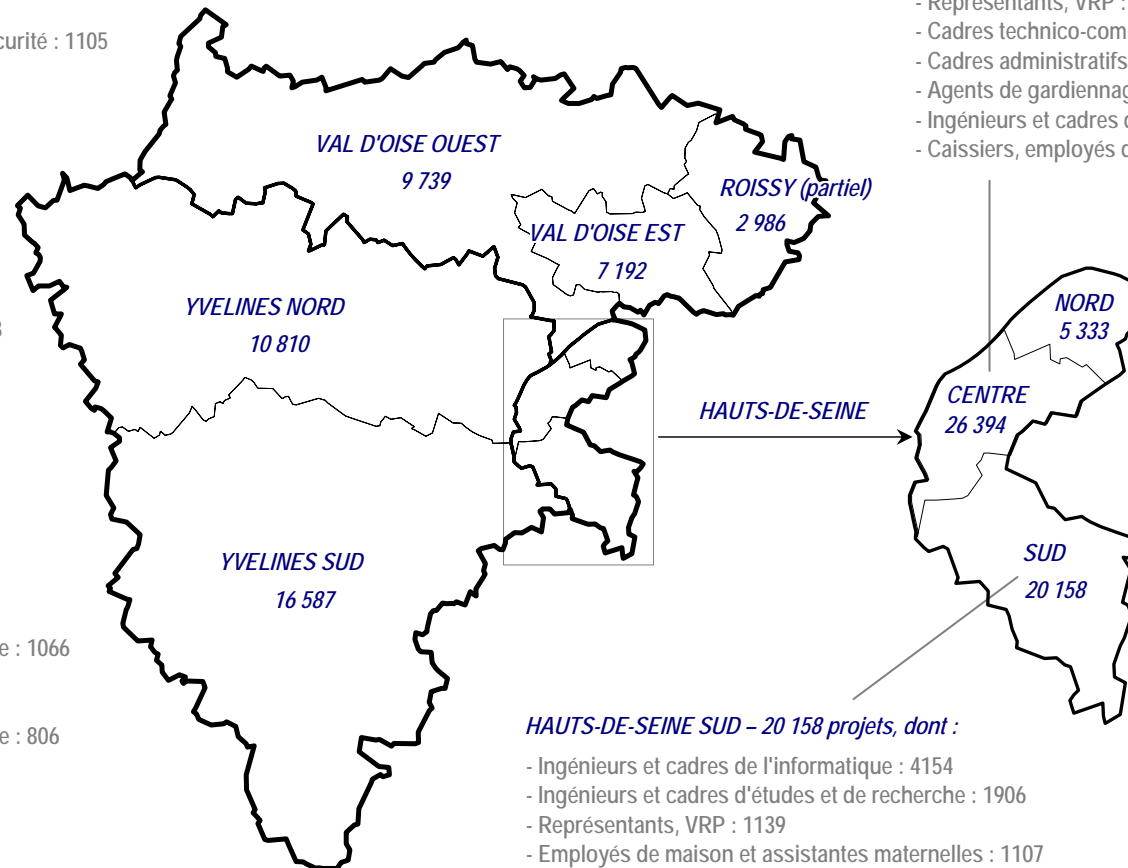 - Représentants, VRP :
curité : 1105
- Cadres technico-com
- Cadres administratifs
- Agents de gardiennag
- Ingénieurs et cadres d
- Caissiers, employés d
VAL D'OISE OUEST
9 739
ROISSY (partiel)
2 986
VAL D'OISE EST
7 192
YVELINES NORD
10 810
NORD
5 333
CENTRE
26 394
HAUTS-DE-SEINE
YVELINES SUD
16 587
SUD
20 158
e : 1066
e : 806
HAUTS-DE-SEINE SUD – 20 158 projets, dont :
- Ingénieurs et cadres de l'informatique : 4154
- Ingénieurs et cadres d'études et de recherche : 1906
- Représentants, VRP : 1139
- Employés de maison et assistantes maternelles : 1107